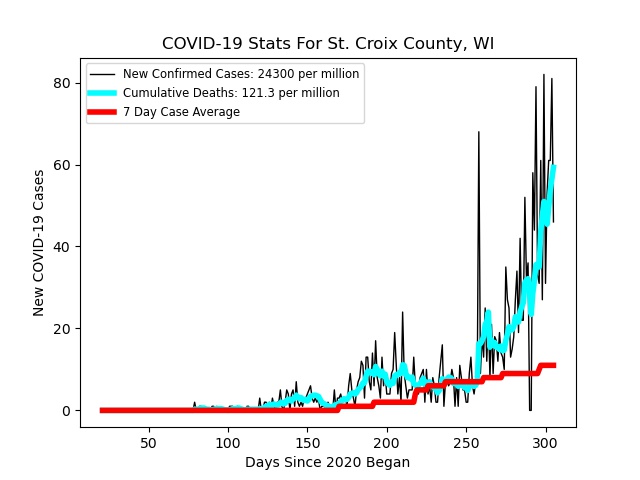 COVID-19 Stats For St. Croix County, WI
New Confirmed Cases: 24300 per million
Cumulative Deaths: 121.3 per million
7 Day Case Average
New COVID-19 Cases
80
60
40
20
0
50 100 150 200 250 300
Days Since 2020 Began